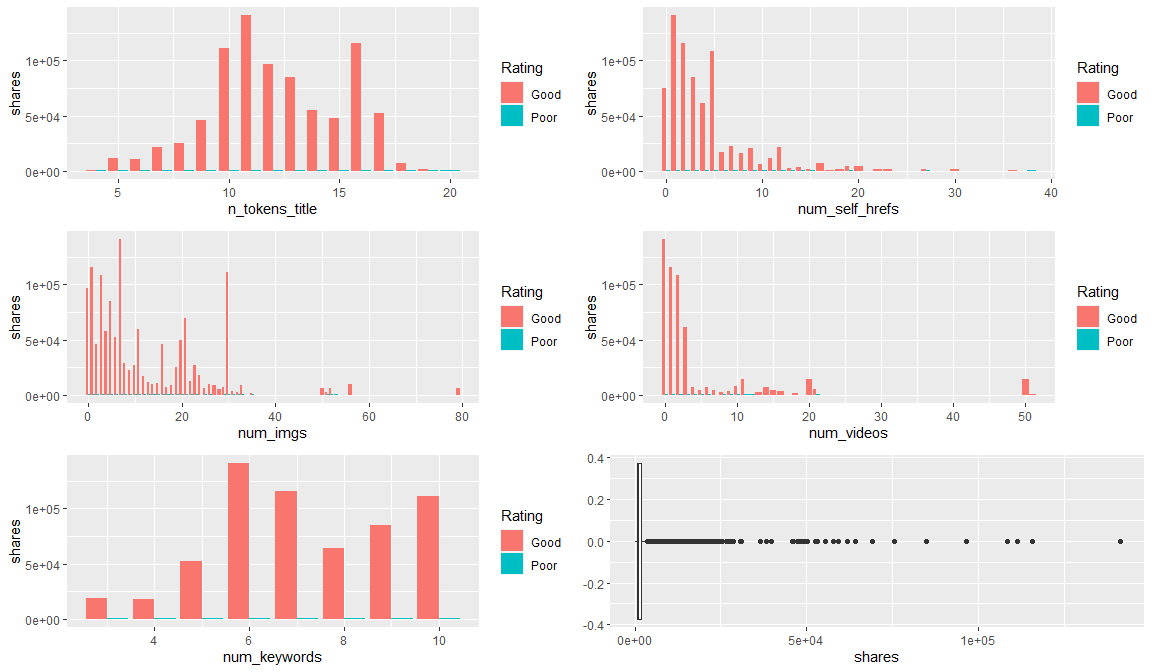 shares
1e+05
5e+04
0e+00
5 10 15 20
n_tokens_title
Rating
Good
Poor
shares
1e+05
5e+04
0e+00
0 10 20 30 40
num_self_hrefs
Rating
Good
Poor
shares
1e+05
5e+04
0e+00
0 20 40 60 80
num_imgs
Rating
Good
Poor
shares
1e+05
5e+04
0e+00
0 10 20 30 40 50
num_videos
Rating
Good
Poor
shares
1e+05
5e+04
0e+00
4 6 8 10
num_keywords
Rating
Good
Poor
0.4
0.2
0.0
-0.2
-0.4
0e+00 5e+04 1e+05
shares